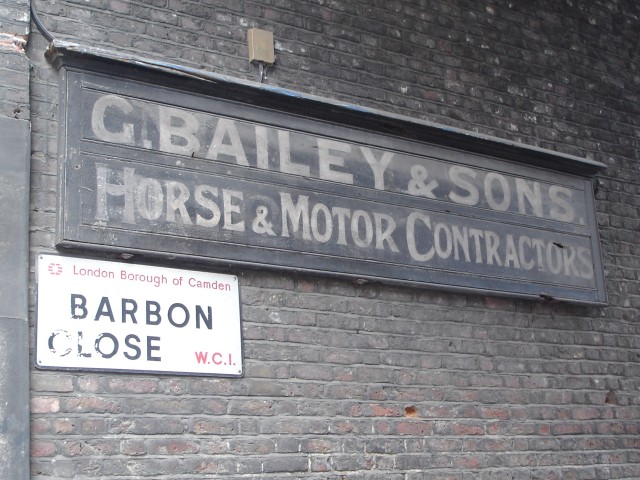 G. BAILEY & SONS.
HORSE & MOTOR CONTRACTORS
London Borough of Camden
BARBON
CLOSE W.C.1.